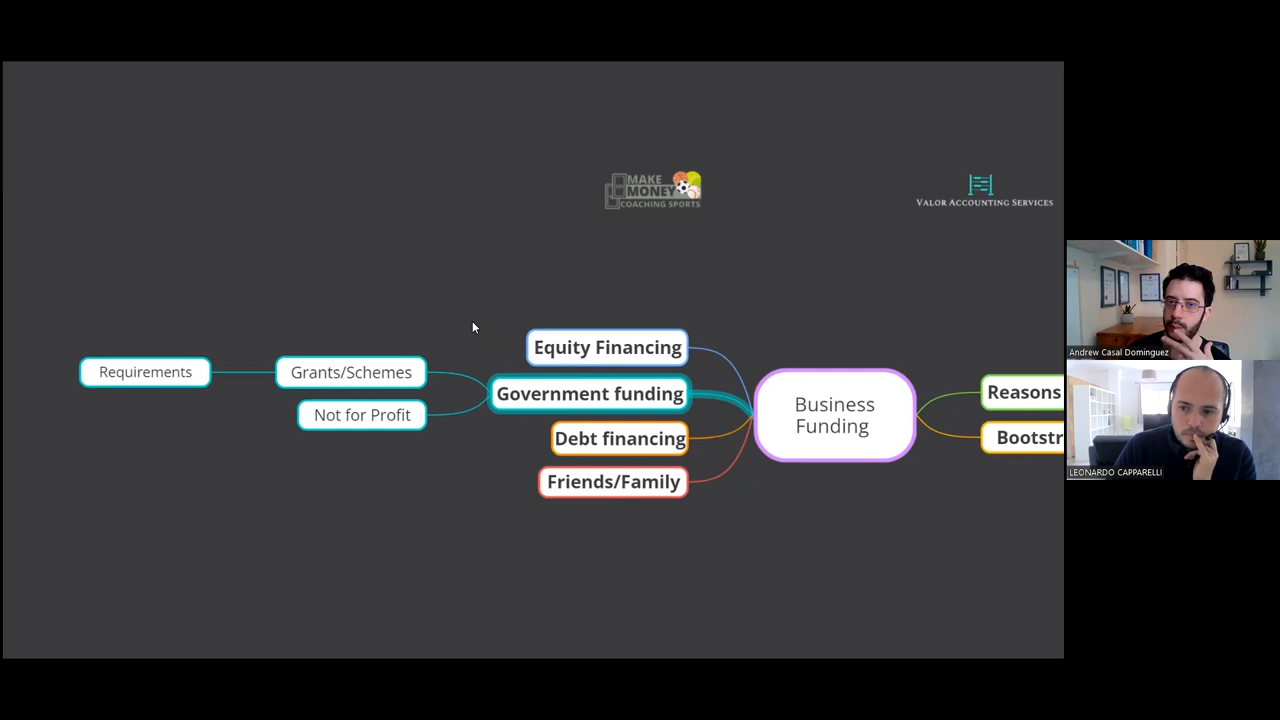 MAKE
MONEY
COACHING SPORTS
VALOR ACCOUNTING SERVICES
Equity Financing
Requirements
Grants/Schemes
Government funding
Not for Profit
Debt financing
Friends/Family
Business
Funding
Reasons
Bootstr
Andrew Casal Dominguez
LEONARDO CAPPARELLI